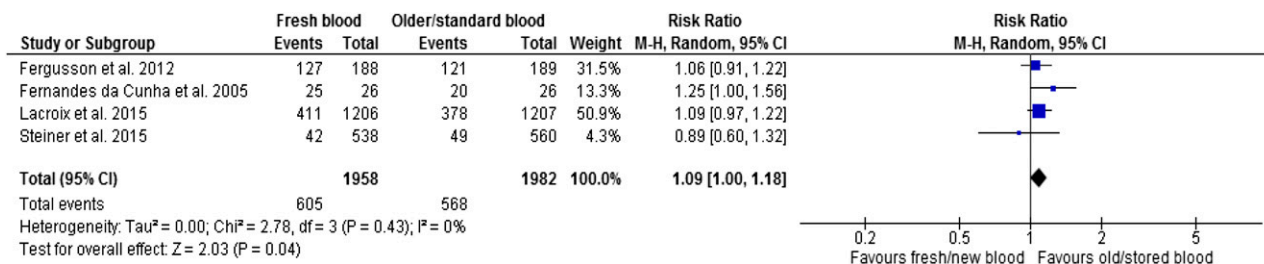 Fresh blood Older/standard blood Risk Ratio Risk Ratio
Study or Subgroup Events Total Events Total Weight M-H, Random, 95% CI M-H, Random, 95% CI
Fergusson et al. 2012 127 188 121 189 31.5% 1.06 [0.91, 1.22]
Fernandes da Cunha et al. 2005 25 26 20 26 13.3% 1.25 [1.00, 1.56]
Lacroix et al. 2015 411 1206 378 1207 50.9% 1.09 [0.97, 1.22]
Steiner et al. 2015 42 538 49 560 4.3% 0.89 [0.60, 1.32]
Total (95% CI) 1958 1982 100.0% 1.09 [1.00, 1.18]
Total events 605 568
Heterogeneity: Tau² = 0.00; Chi² = 2.78, df = 3 (P = 0.43); I² = 0%
Test for overall effect: Z = 2.03 (P = 0.04)
0.2 0.5 1 2 5
Favours fresh/new blood Favours old/stored blood